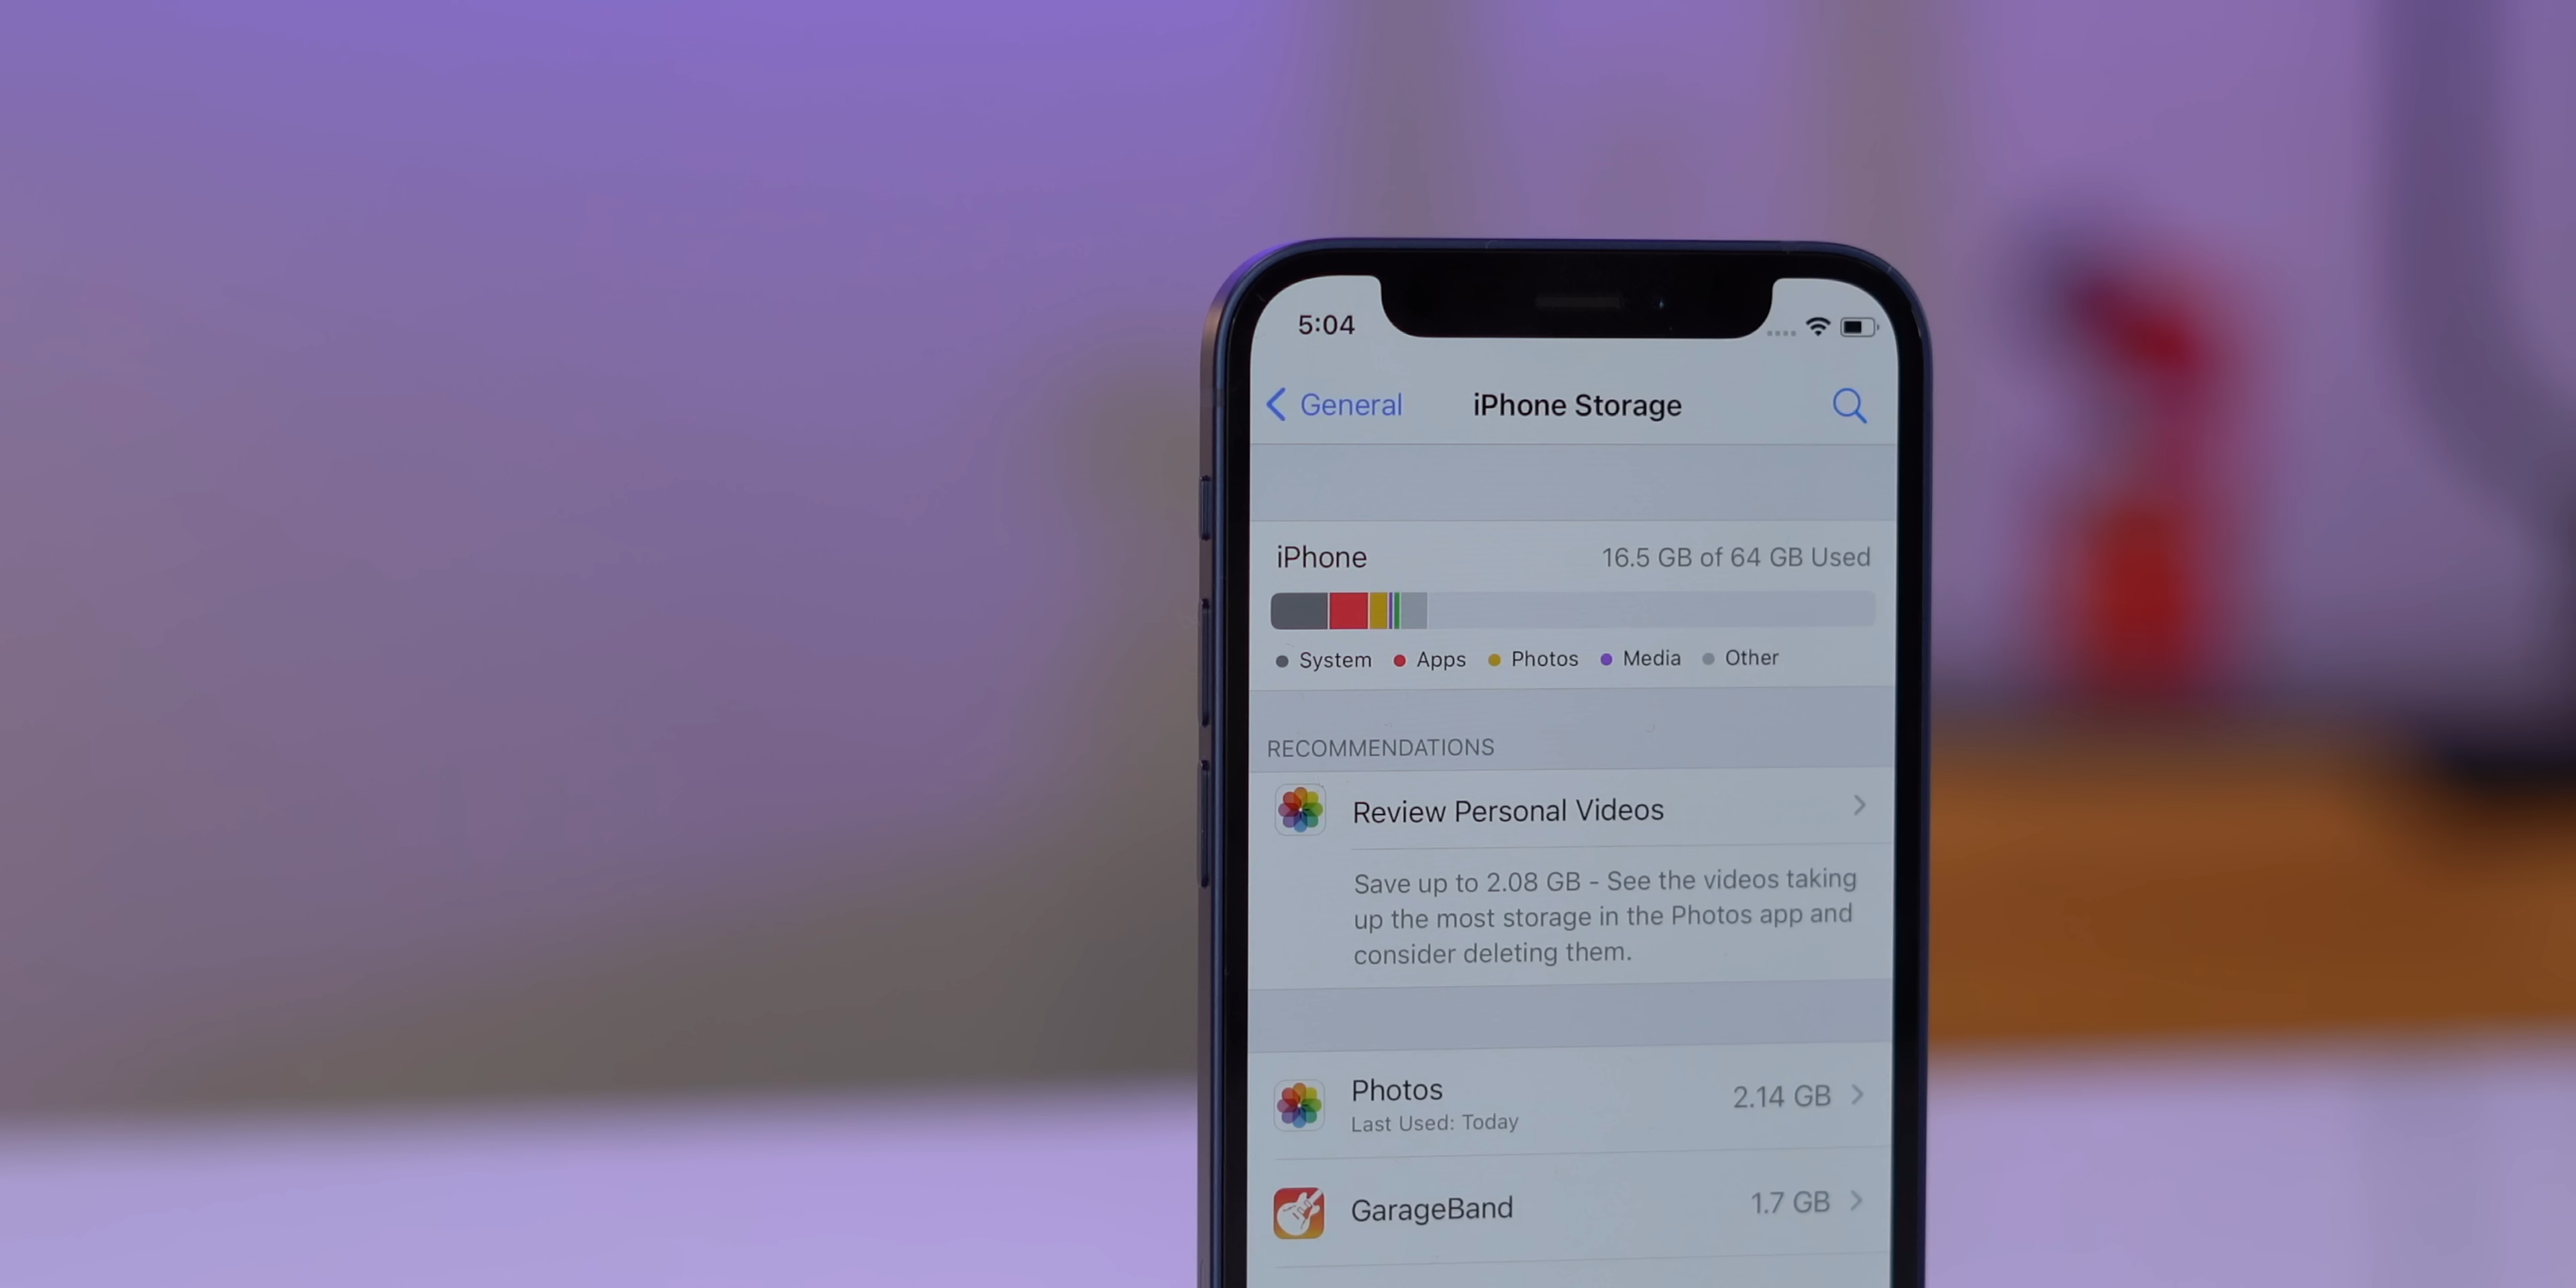 5:04
General
iPhone Storage
iPhone
16.5 GB of 64 GB Used
System Apps Photos Media Other
RECOMMENDATIONS
Review Personal Videos
Save up to 2.08 GB - See the videos taking
up the most storage in the Photos app and
consider deleting them.
Photos
2.14 GB
Last Used: Today
GarageBand
1.7 GB